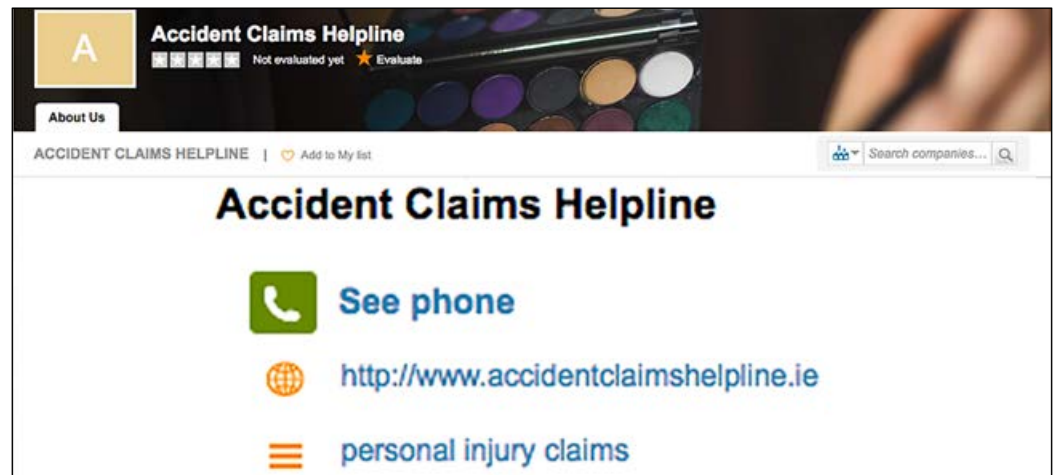 A
Accident Claims Helpline
Not evaluated yet Evaluate
About Us
ACCIDENT CLAIMS HELPLINE | Add to My list
Search companies...
Accident Claims Helpline
See phone
http://www.accidentclaimshelpline.ie
personal injury claims